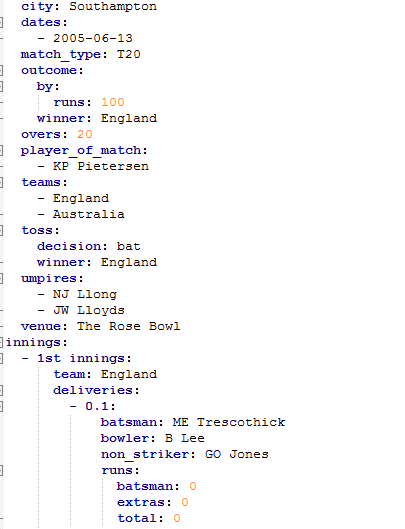 city: Southampton
dates:
- 2005-06-13
match_type: T20
outcome:
by:
runs: 100
winner: England
overs: 20
player_of_match:
- KP Pietersen
teams:
- England
- Australia
toss:
decision: bat
winner: England
umpires:
- NJ Llong
- JW Lloyds
venue: The Rose Bowl
innings:
- 1st innings:
team: England
deliveries:
- 0.1:
batsman: ME Trescothick
bowler: B Lee
non_striker: GO Jones
runs:
batsman: 0
extras: 0
total: 0